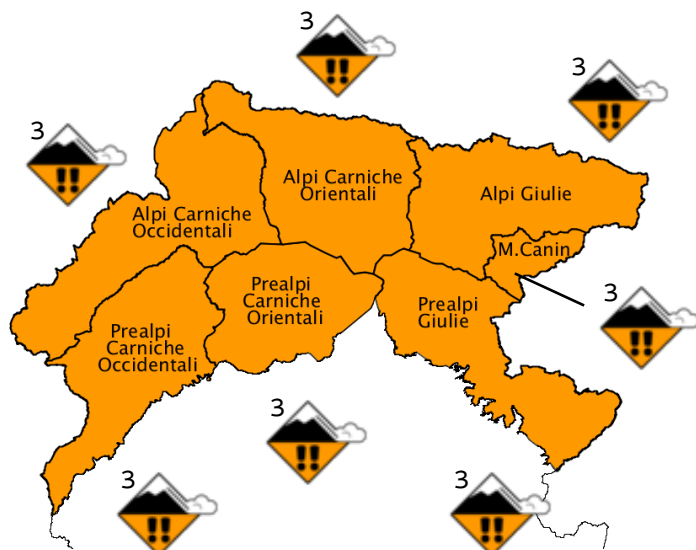 3
3
3
Alpi Carniche
Orientali
Alpi Giulie
Alpi Carniche
Occidentali
M.Canin
Prealpi
Carniche
Orientali
3
Prealpi
Giulie
Prealpi
Carniche
Occidentali
3
3
3